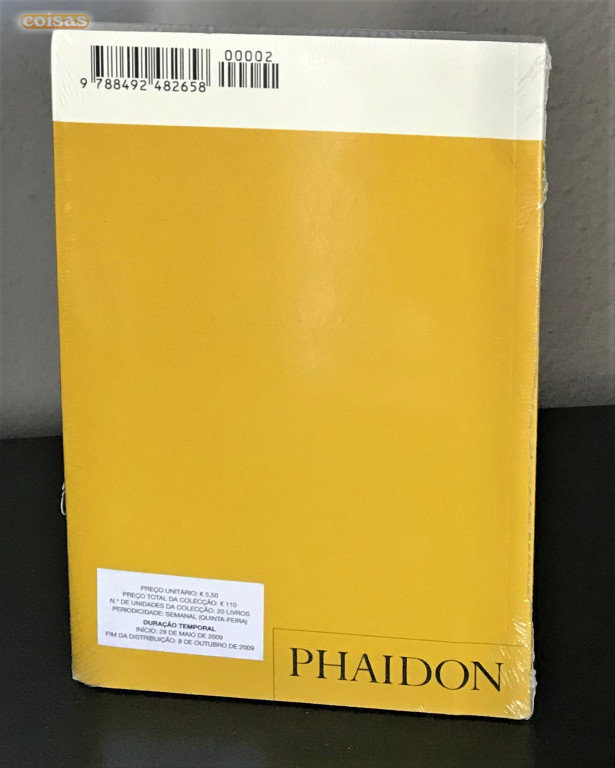 coisas
00002
9 788492 482658
PREÇO UNITÁRIO: € 5,50
PREÇO TOTAL DA COLECÇÃO: € 110
N.º DE UNIDADES DA COLECÇÃO: 20 LIVROS
PERIODICIDADE: SEMANAL (QUINTA-FEIRA)
DURAÇÃO TEMPORAL
INÍCIO: 28 DE MAIO DE 2009
FIM DA DISTRIBUIÇÃO: 8 DE OUTUBRO DE 2009
PHAIDON